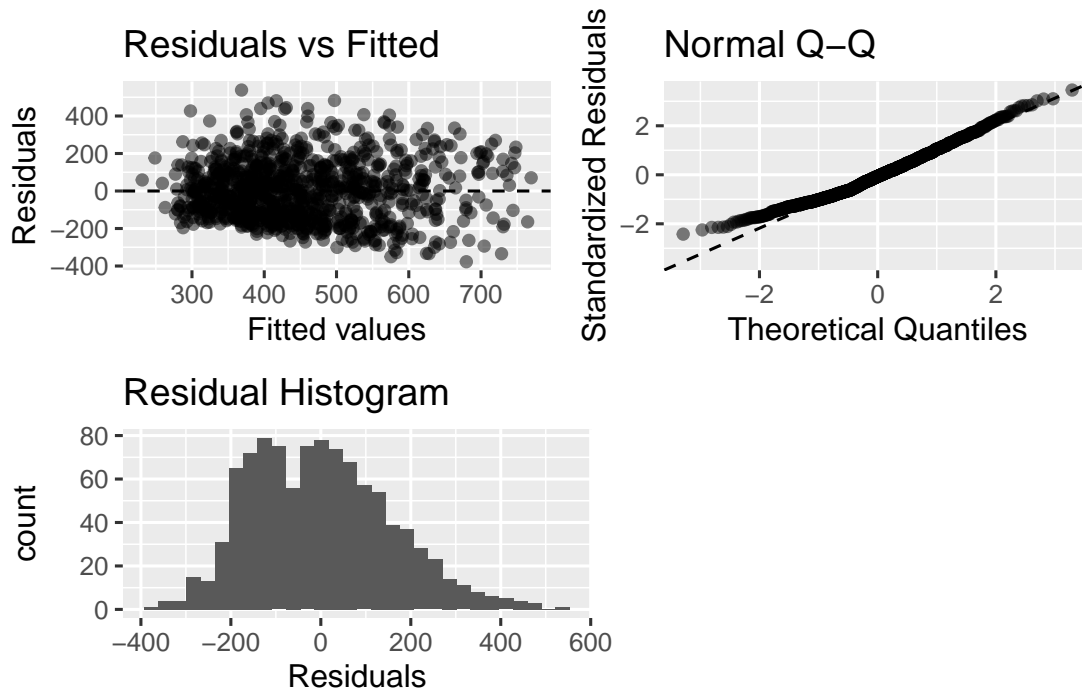 Residuals vs Fitted
Residuals
400
200
0
−200
−400
300 400 500 600 700
Fitted values
Normal Q−Q
Standardized Residuals
2
0
−2
−2 0 2
Theoretical Quantiles
Residual Histogram
count
80
60
40
20
0
−400 −200 0 200 400 600
Residuals